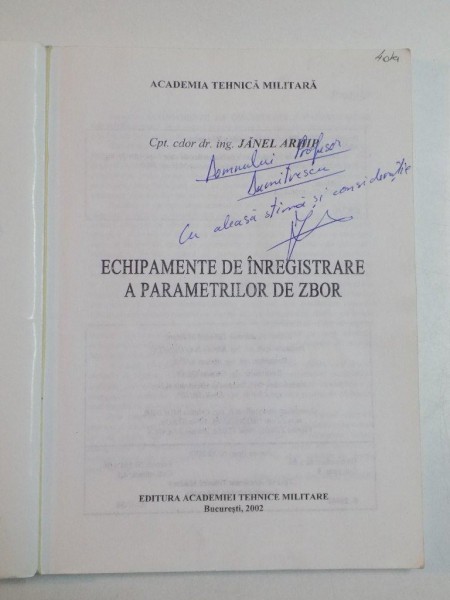 ACADEMIA TEHNICĂ MILITARĂ
Cpt. cdor dr. ing. JĂNEL ARHIP
Domnului Profesor
Dumitrescu
Cu aleasă stimă și considerație
ECHIPAMENTE DE ÎNREGISTRARE
A PARAMETRILOR DE ZBOR
EDITURA ACADEMIEI TEHNICE MILITARE
Bucureşti, 2002